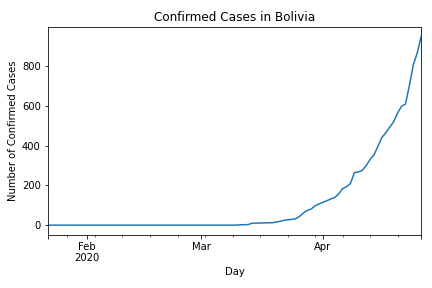 Confirmed Cases in Bolivia
Number of Confirmed Cases
800
600
400
200
0
Feb
2020
Mar
Apr
Day